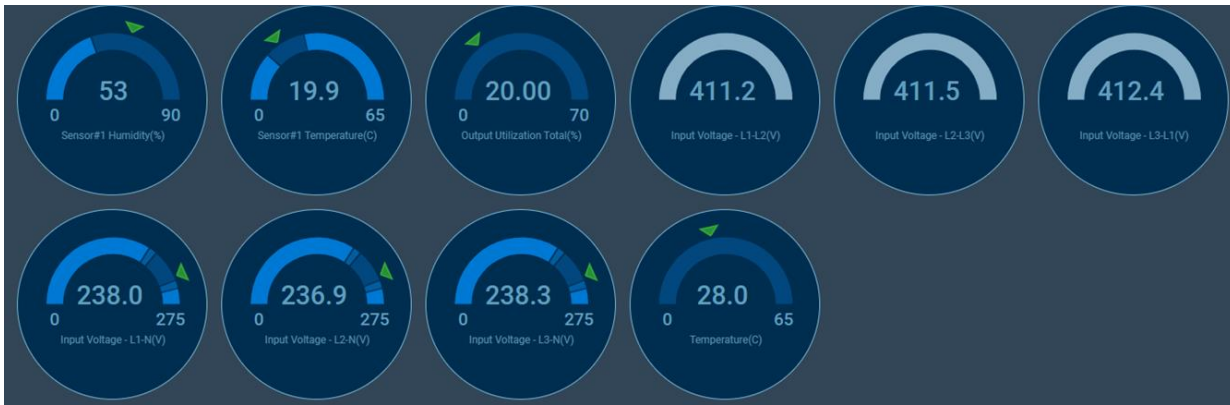 53
0 90
Sensor#1 Humidity(%)
19.9
0 65
Sensor#1 Temperature(C)
20.00
0 70
Output Utilization Total(%)
411.2
Input Voltage - L1-L2(V)
411.5
Input Voltage - L2-L3(V)
412.4
Input Voltage - L3-L1(V)
238.0
0 275
Input Voltage - L1-N(V)
236.9
0 275
Input Voltage - L2-N(V)
238.3
0 275
Input Voltage - L3-N(V)
28.0
0 65
Temperature(C)